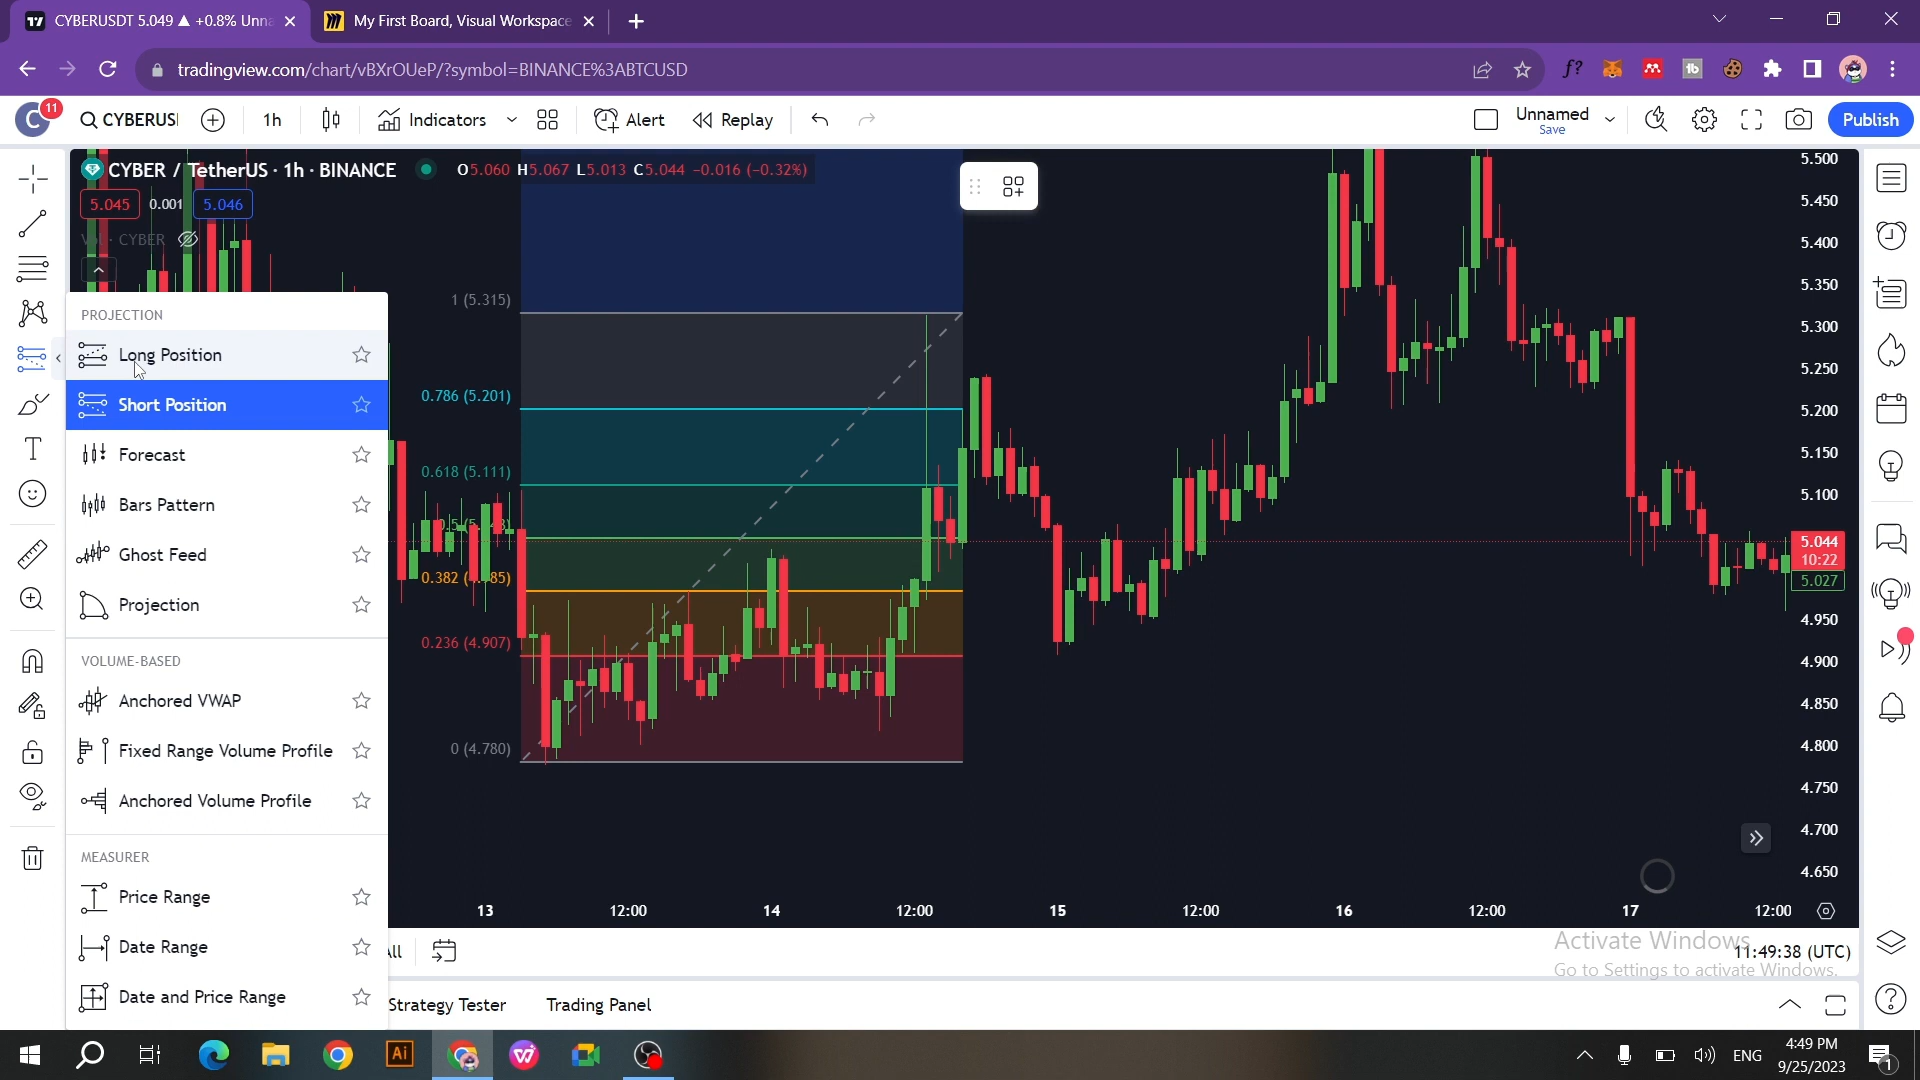 CYBERUSDT 5.049 ▲ +0.8% Unna
My First Board, Visual Workspace
tradingview.com/chart/vBXrOUeP/?symbol=BINANCE%3ABTCUSD
C 11 CYBERUS 1h Indicators Alert Replay Unnamed Publish
Save
CYBER / TetherUS · 1h · BINANCE O5.060 H5.067 L5.013 C5.044 -0.016 (-0.32%)
5.045 0.001 5.046
Vol · CYBER
PROJECTION
Long Position
Short Position
Forecast
Bars Pattern
Ghost Feed
Projection
VOLUME-BASED
Anchored VWAP
Fixed Range Volume Profile
Anchored Volume Profile
MEASURER
Price Range
Date Range
Date and Price Range
1 (5.315)
0.786 (5.201)
0.618 (5.111)
0.236 (4.907)
0 (4.780)
5.500
5.450
5.400
5.350
5.300
5.250
5.200
5.150
5.100
5.044
10:22
5.027
4.950
4.900
4.850
4.800
4.750
4.700
4.650
13 12:00 14 12:00 15 12:00 16 12:00 17 12:00
All
11:49:38 (UTC)
Activate Windows
Go to Settings to activate Windows.
Strategy Tester Trading Panel
Ai
ENG
4:49 PM
9/25/2023
1